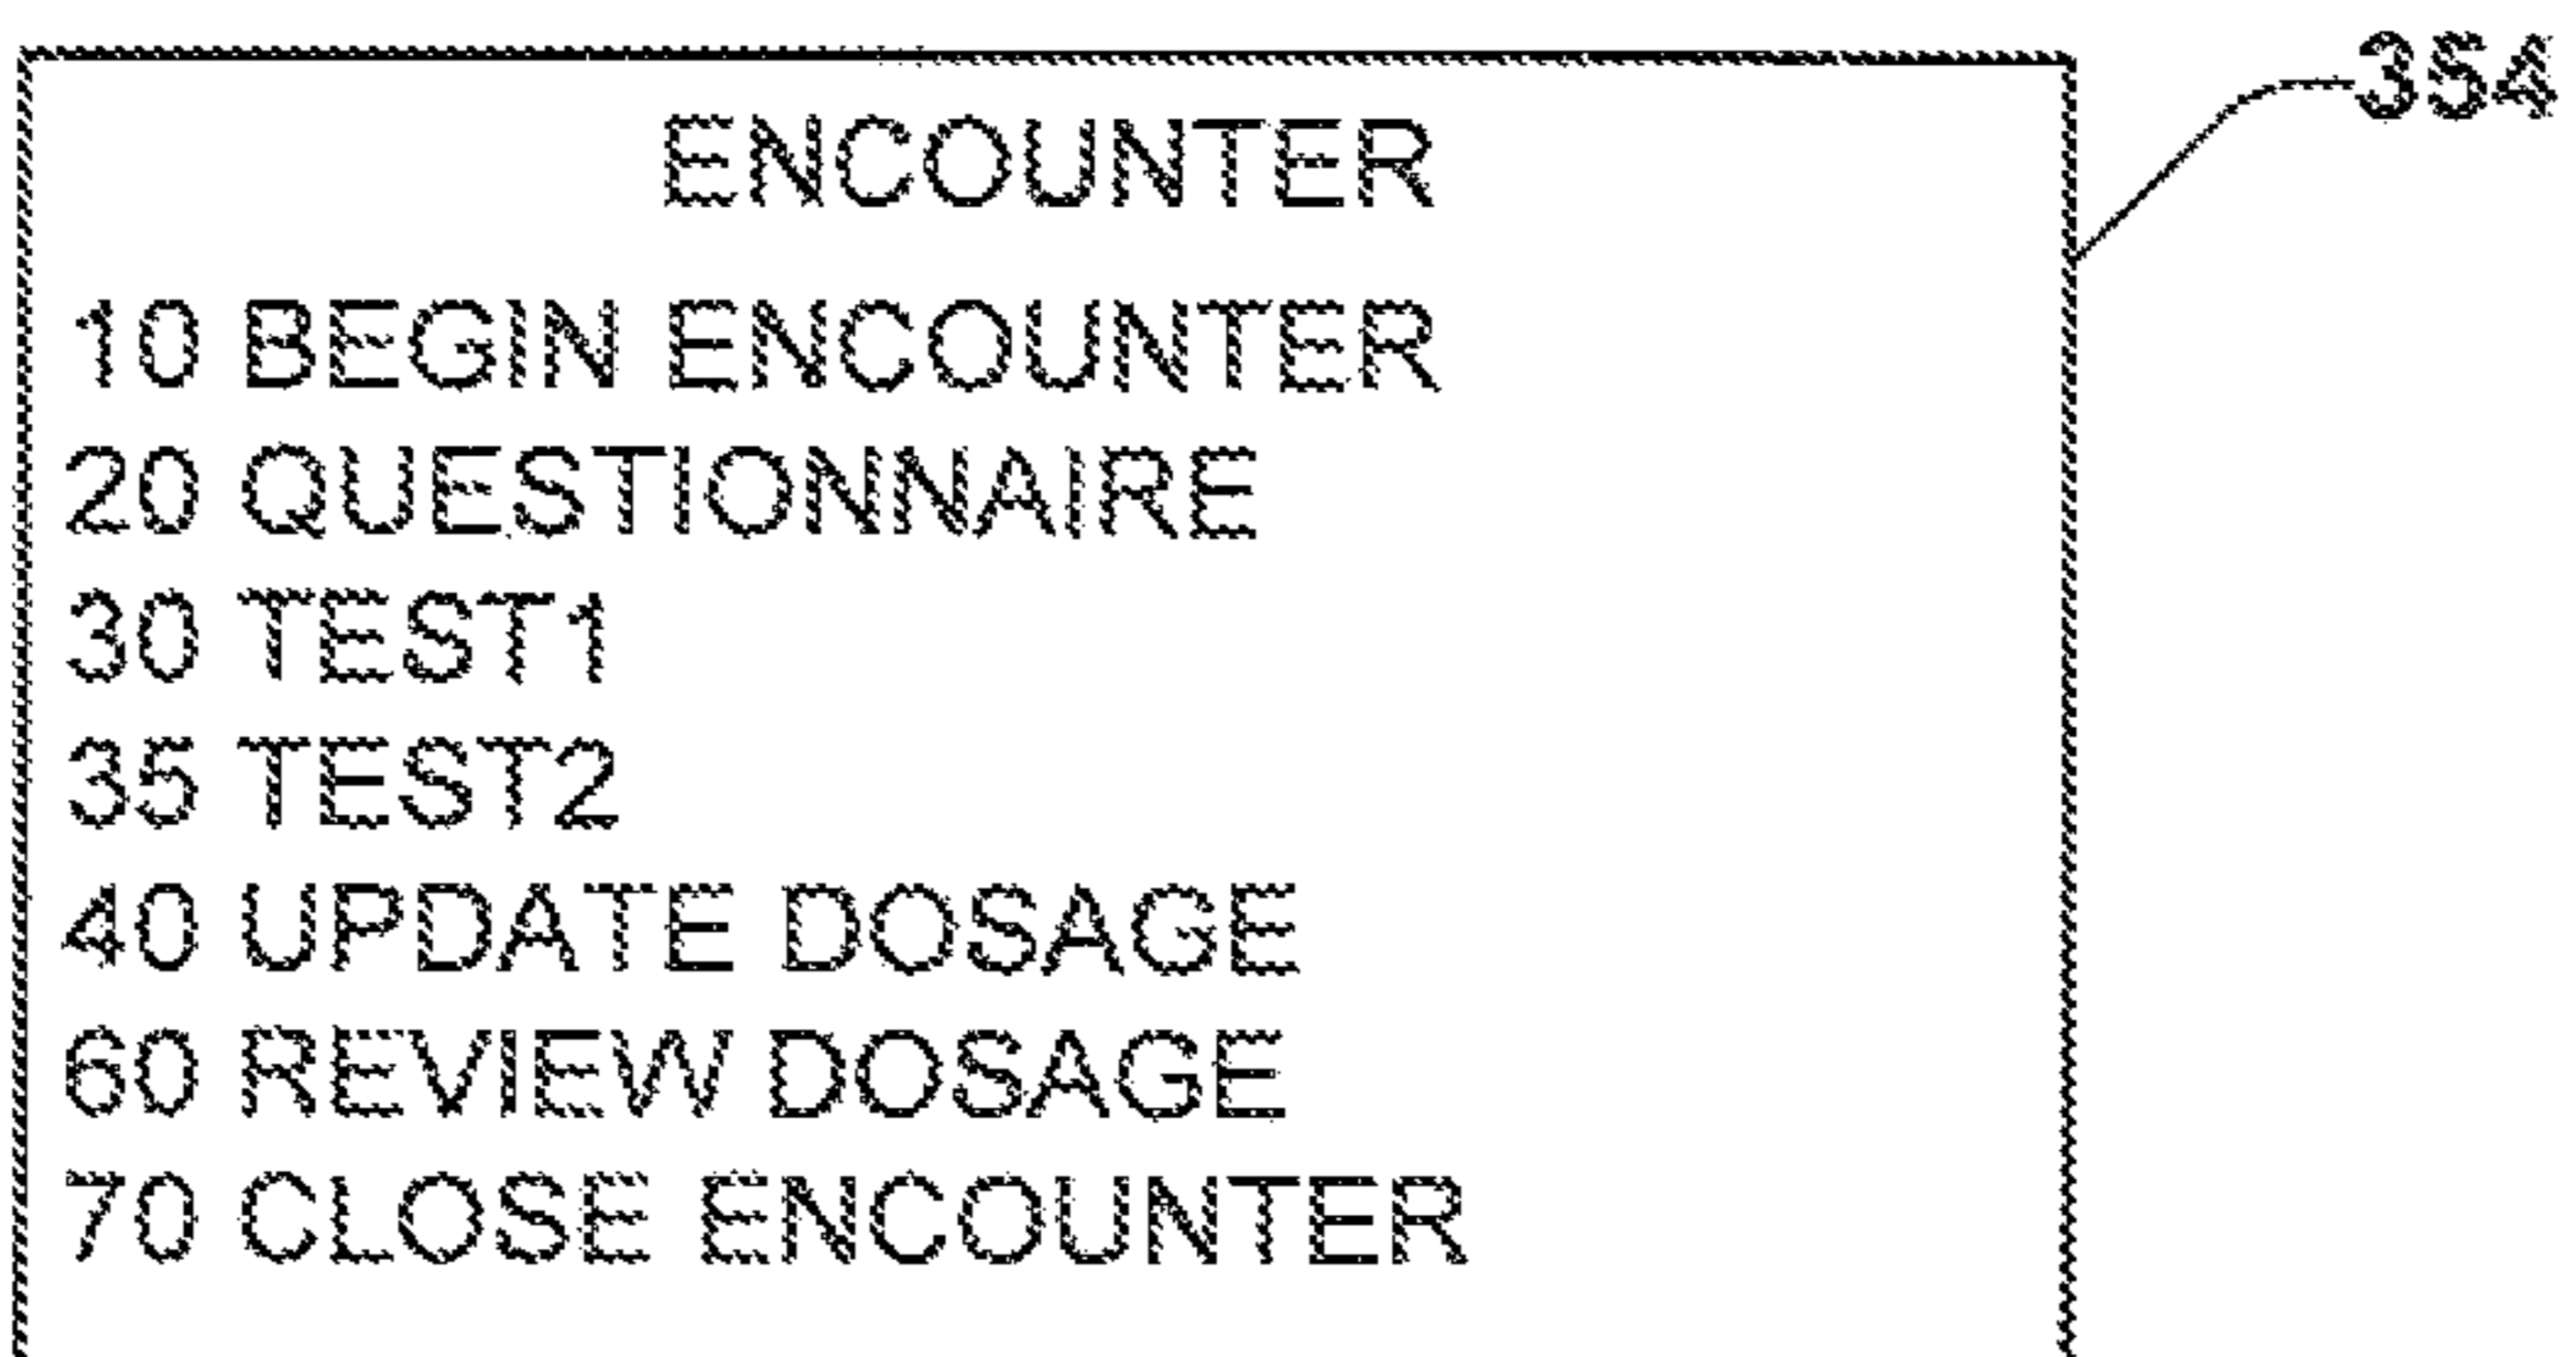 354
ENCOUNTER
10 BEGIN ENCOUNTER
20 QUESTIONNAIRE
30 TEST1
35 TEST2
40 UPDATE DOSAGE
60 REVIEW DOSAGE
70 CLOSE ENCOUNTER